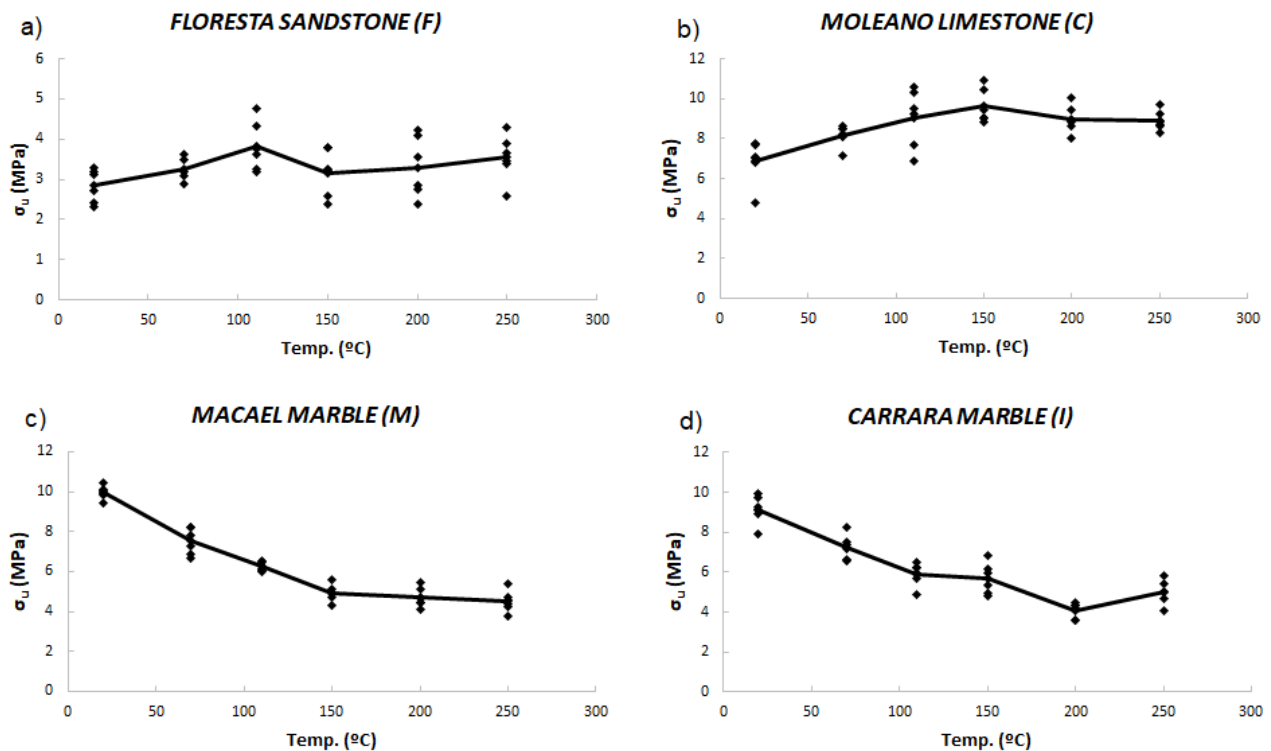 a)
FLORESTA SANDSTONE (F)
6
5
4
3
2
1
0
σu (MPa)
0 50 100 150 200 250 300
Temp. (ºC)
b)
MOLEANO LIMESTONE (C)
12
10
8
6
4
2
0
σu (MPa)
0 50 100 150 200 250 300
Temp. (ºC)
c)
MACAEL MARBLE (M)
12
10
8
6
4
2
0
σu (MPa)
0 50 100 150 200 250 300
Temp. (ºC)
d)
CARRARA MARBLE (I)
12
10
8
6
4
2
0
σu (MPa)
0 50 100 150 200 250 300
Temp. (ºC)